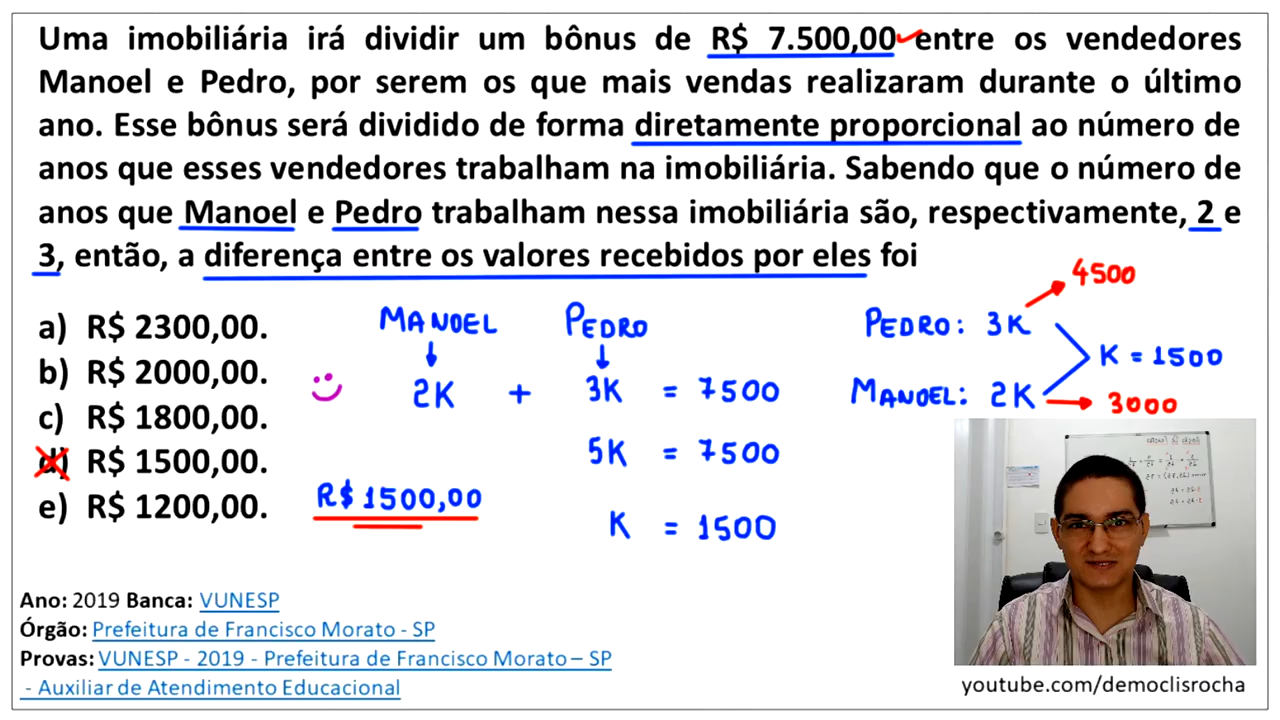 Uma imobiliária irá dividir um bônus de R$ 7.500,00 entre os vendedores
Manoel e Pedro, por serem os que mais vendas realizaram durante o último
ano. Esse bônus será dividido de forma diretamente proporcional ao número de
anos que esses vendedores trabalham na imobiliária. Sabendo que o número de
anos que Manoel e Pedro trabalham nessa imobiliária são, respectivamente, 2 e
3, então, a diferença entre os valores recebidos por eles foi
a) R$ 2300,00.
b) R$ 2000,00.
c) R$ 1800,00.
d) R$ 1500,00.
e) R$ 1200,00.
MANOEL PEDRO
2K + 3K = 7500
5K = 7500
K = 1500
R$ 1500,00
4500
PEDRO: 3K
K = 1500
MANOEL: 2K 3000
Ano: 2019 Banca: VUNESP
Órgão: Prefeitura de Francisco Morato - SP
Provas: VUNESP - 2019 - Prefeitura de Francisco Morato – SP
- Auxiliar de Atendimento Educacional
youtube.com/democlisrocha